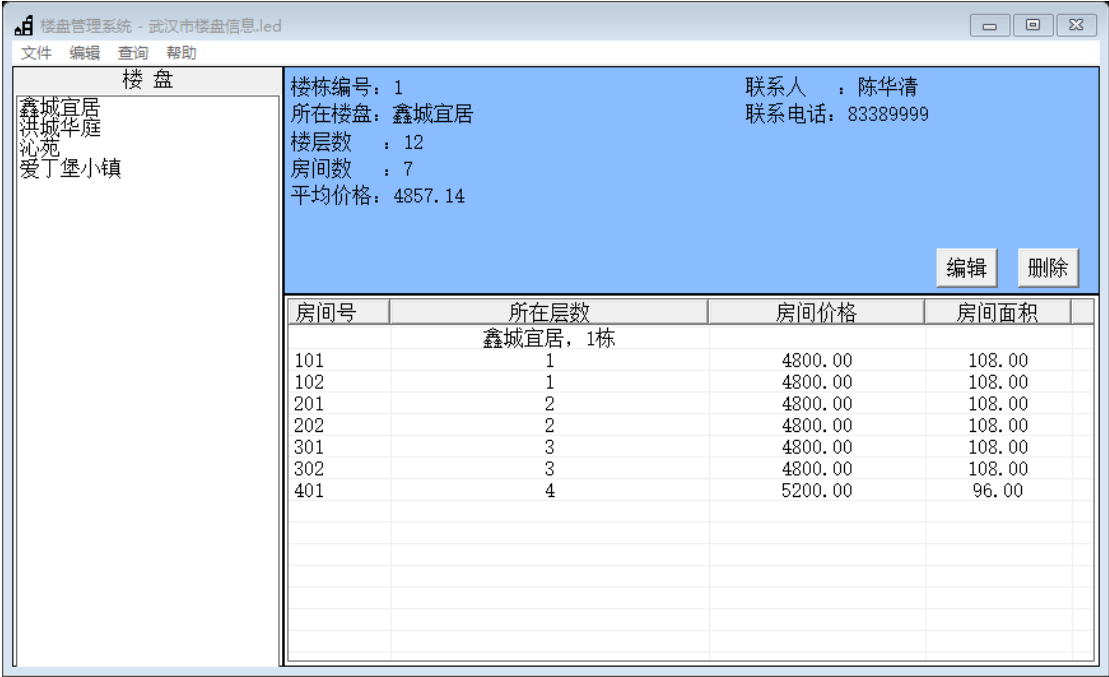 楼盘管理系统 - 武汉市楼盘信息.led
文件 编辑 查询 帮助
楼 盘
鑫城宜居
洪城华庭
沁苑
爱丁堡小镇
楼栋编号: 1
联系人 : 陈华清
所在楼盘: 鑫城宜居
联系电话: 83389999
楼层数 : 12
房间数 : 7
平均价格: 4857.14
编辑 删除
房间号 所在层数 房间价格 房间面积
鑫城宜居, 1栋
101 1 4800.00 108.00
102 1 4800.00 108.00
201 2 4800.00 108.00
202 2 4800.00 108.00
301 3 4800.00 108.00
302 3 4800.00 108.00
401 4 5200.00 96.00